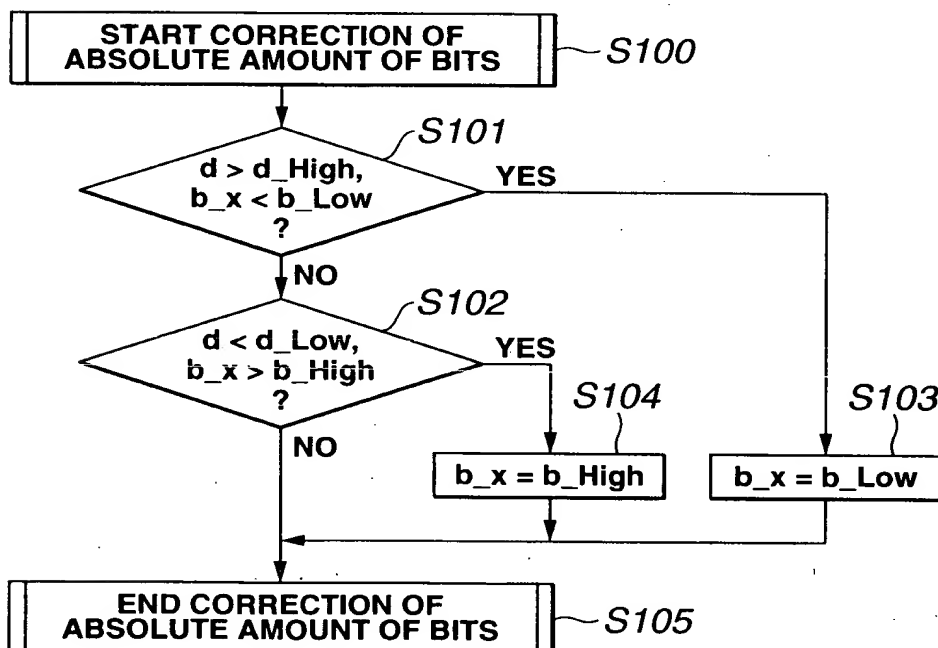 START CORRECTION OF
ABSOLUTE AMOUNT OF BITS
S100
S101
d > d_High,
b_x < b_Low
?
YES
NO
S102
d < d_Low,
b_x > b_High
?
YES
NO
S104
b_x = b_High
S103
b_x = b_Low
END CORRECTION OF
ABSOLUTE AMOUNT OF BITS
S105